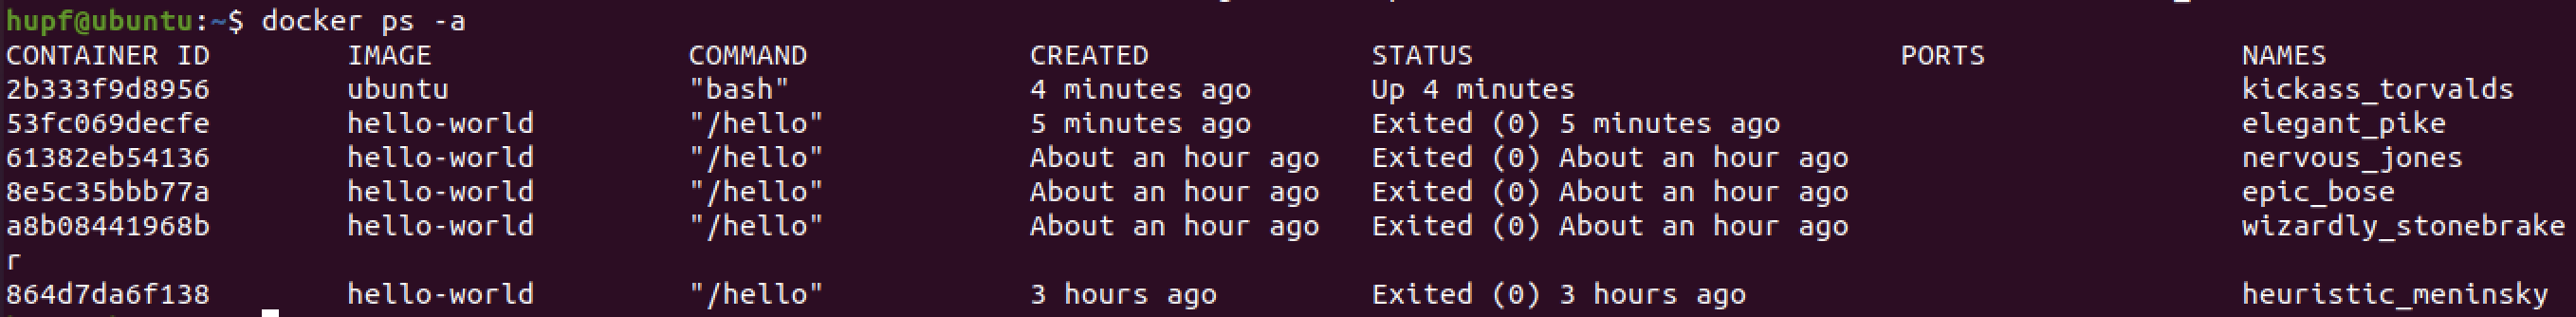 hupf@ubuntu:~$ docker ps -a
CONTAINER ID        IMAGE               COMMAND             CREATED             STATUS                         PORTS               NAMES
2b333f9d8956        ubuntu              "bash"              4 minutes ago       Up 4 minutes                                       kickass_torvalds
53fc069decfe        hello-world         "/hello"            5 minutes ago       Exited (0) 5 minutes ago                           elegant_pike
61382eb54136        hello-world         "/hello"            About an hour ago   Exited (0) About an hour ago                       nervous_jones
8e5c35bbb77a        hello-world         "/hello"            About an hour ago   Exited (0) About an hour ago                       epic_bose
a8b08441968b        hello-world         "/hello"            About an hour ago   Exited (0) About an hour ago                       wizardly_stonebrake
r
864d7da6f138        hello-world         "/hello"            3 hours ago         Exited (0) 3 hours ago                             heuristic_meninsky